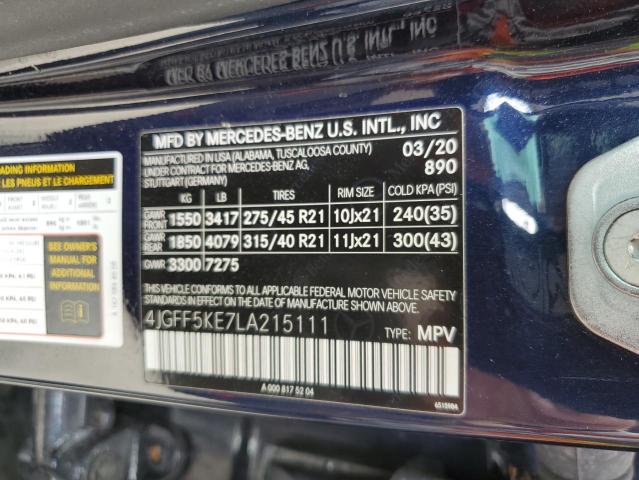 MFD BY MERCEDES-BENZ U.S. INTL., INC
MANUFACTURED IN USA (ALABAMA, TUSCALOOSA COUNTY) 03/20
UNDER CONTRACT FOR MERCEDES-BENZ AG, 890
STUTTGART (GERMANY)
KG LB TIRES RIM SIZE COLD KPA (PSI)
GAWR FRONT 1550 3417 275/45 R21 10Jx21 240(35)
GAWR REAR 1850 4079 315/40 R21 11Jx21 300(43)
GVWR 3300 7275
THIS VEHICLE CONFORMS TO ALL APPLICABLE FEDERAL MOTOR VEHICLE SAFETY
STANDARDS IN EFFECT ON THE DATE OF MANUFACTURE SHOWN ABOVE.
4JGFF5KE7LA215111
TYPE: MPV
A 000 817 52 04
6515984
LOADING
LES PNEUS ET LE CHARGEMENT
SEE OWNER'S
MANUAL FOR
ADDITIONAL
INFORMATION